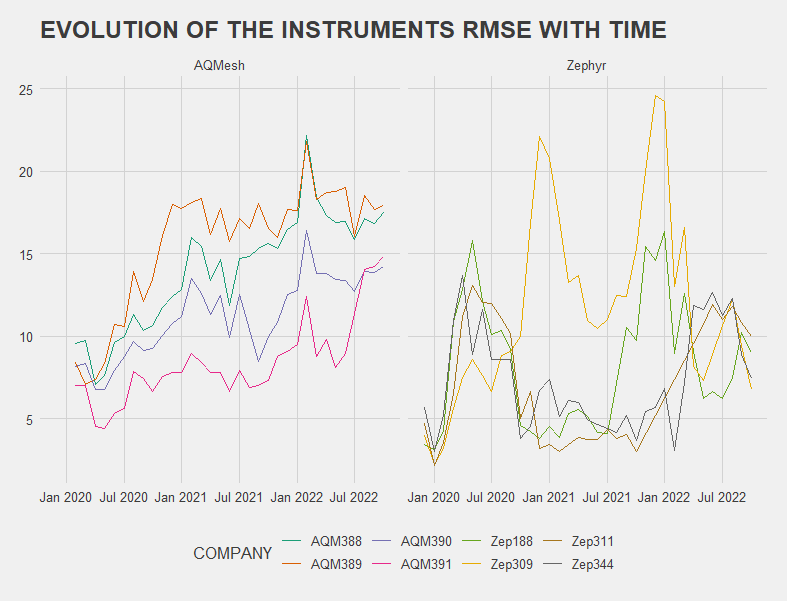 EVOLUTION OF THE INSTRUMENTS RMSE WITH TIME
AQMesh Zephyr
25
20
15
10
5
Jan 2020 Jul 2020 Jan 2021 Jul 2021 Jan 2022 Jul 2022 Jan 2020 Jul 2020 Jan 2021 Jul 2021 Jan 2022 Jul 2022
COMPANY
AQM388 AQM390 Zep188 Zep311
AQM389 AQM391 Zep309 Zep344